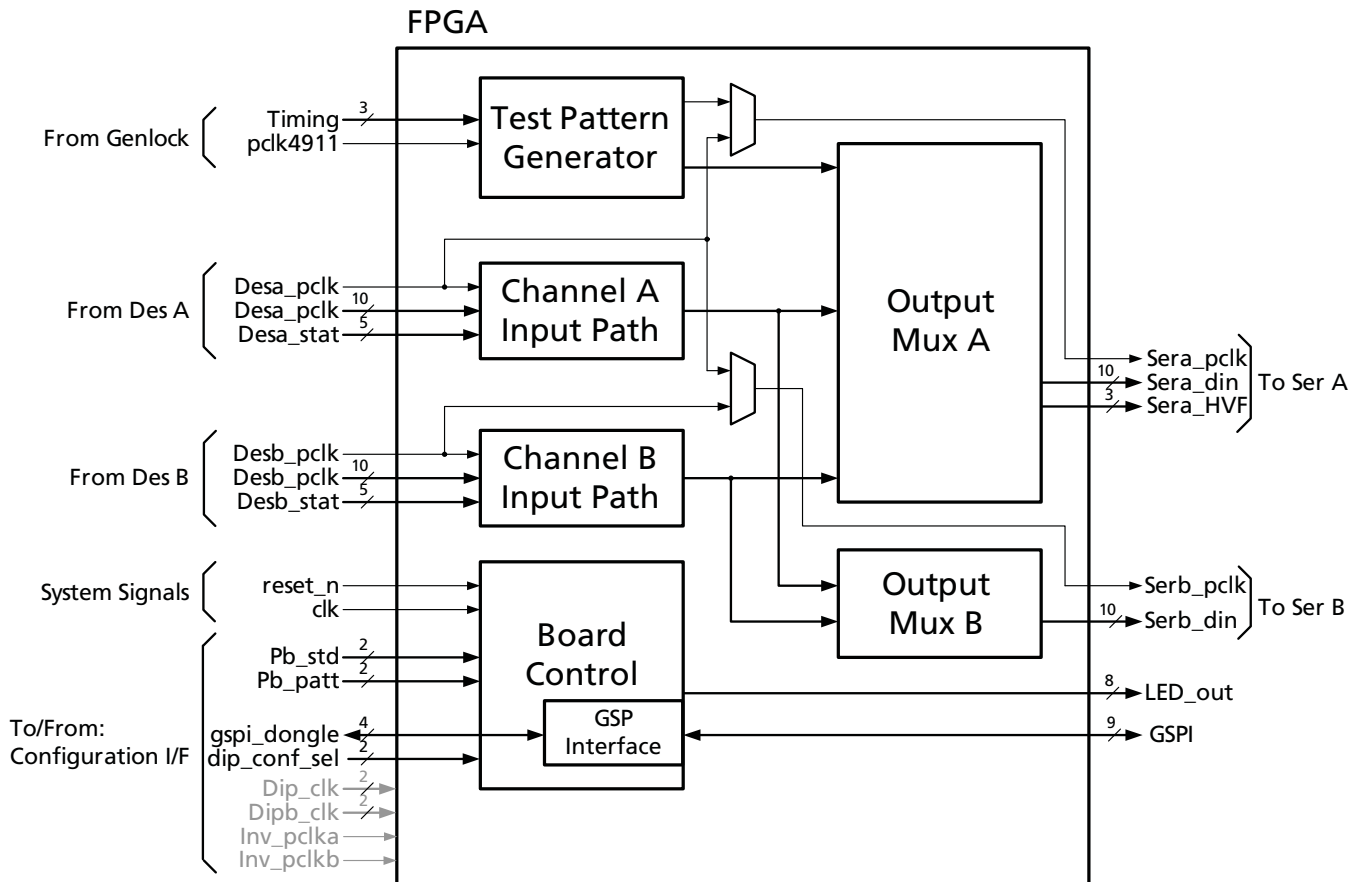 FPGA
From Genlock
Timing
3
pclk4911
Test Pattern
Generator
From Des A
Desa_pclk
Desa_pclk
10
Desa_stat
5
Channel A
Input Path
Output
Mux A
Sera_pclk
10
Sera_din
3
Sera_HVF
To Ser A
From Des B
Desb_pclk
Desb_pclk
10
Desb_stat
5
Channel B
Input Path
System Signals
reset_n
clk
Output
Mux B
Serb_pclk
10
Serb_din
To Ser B
To/From:
Configuration I/F
Pb_std
2
Pb_patt
2
gspi_dongle
4
dip_conf_sel
2
Dip_clk
2
Dipb_clk
2
Inv_pclka
Inv_pclkb
Board
Control
GSP
Interface
8
LED_out
9
GSPI